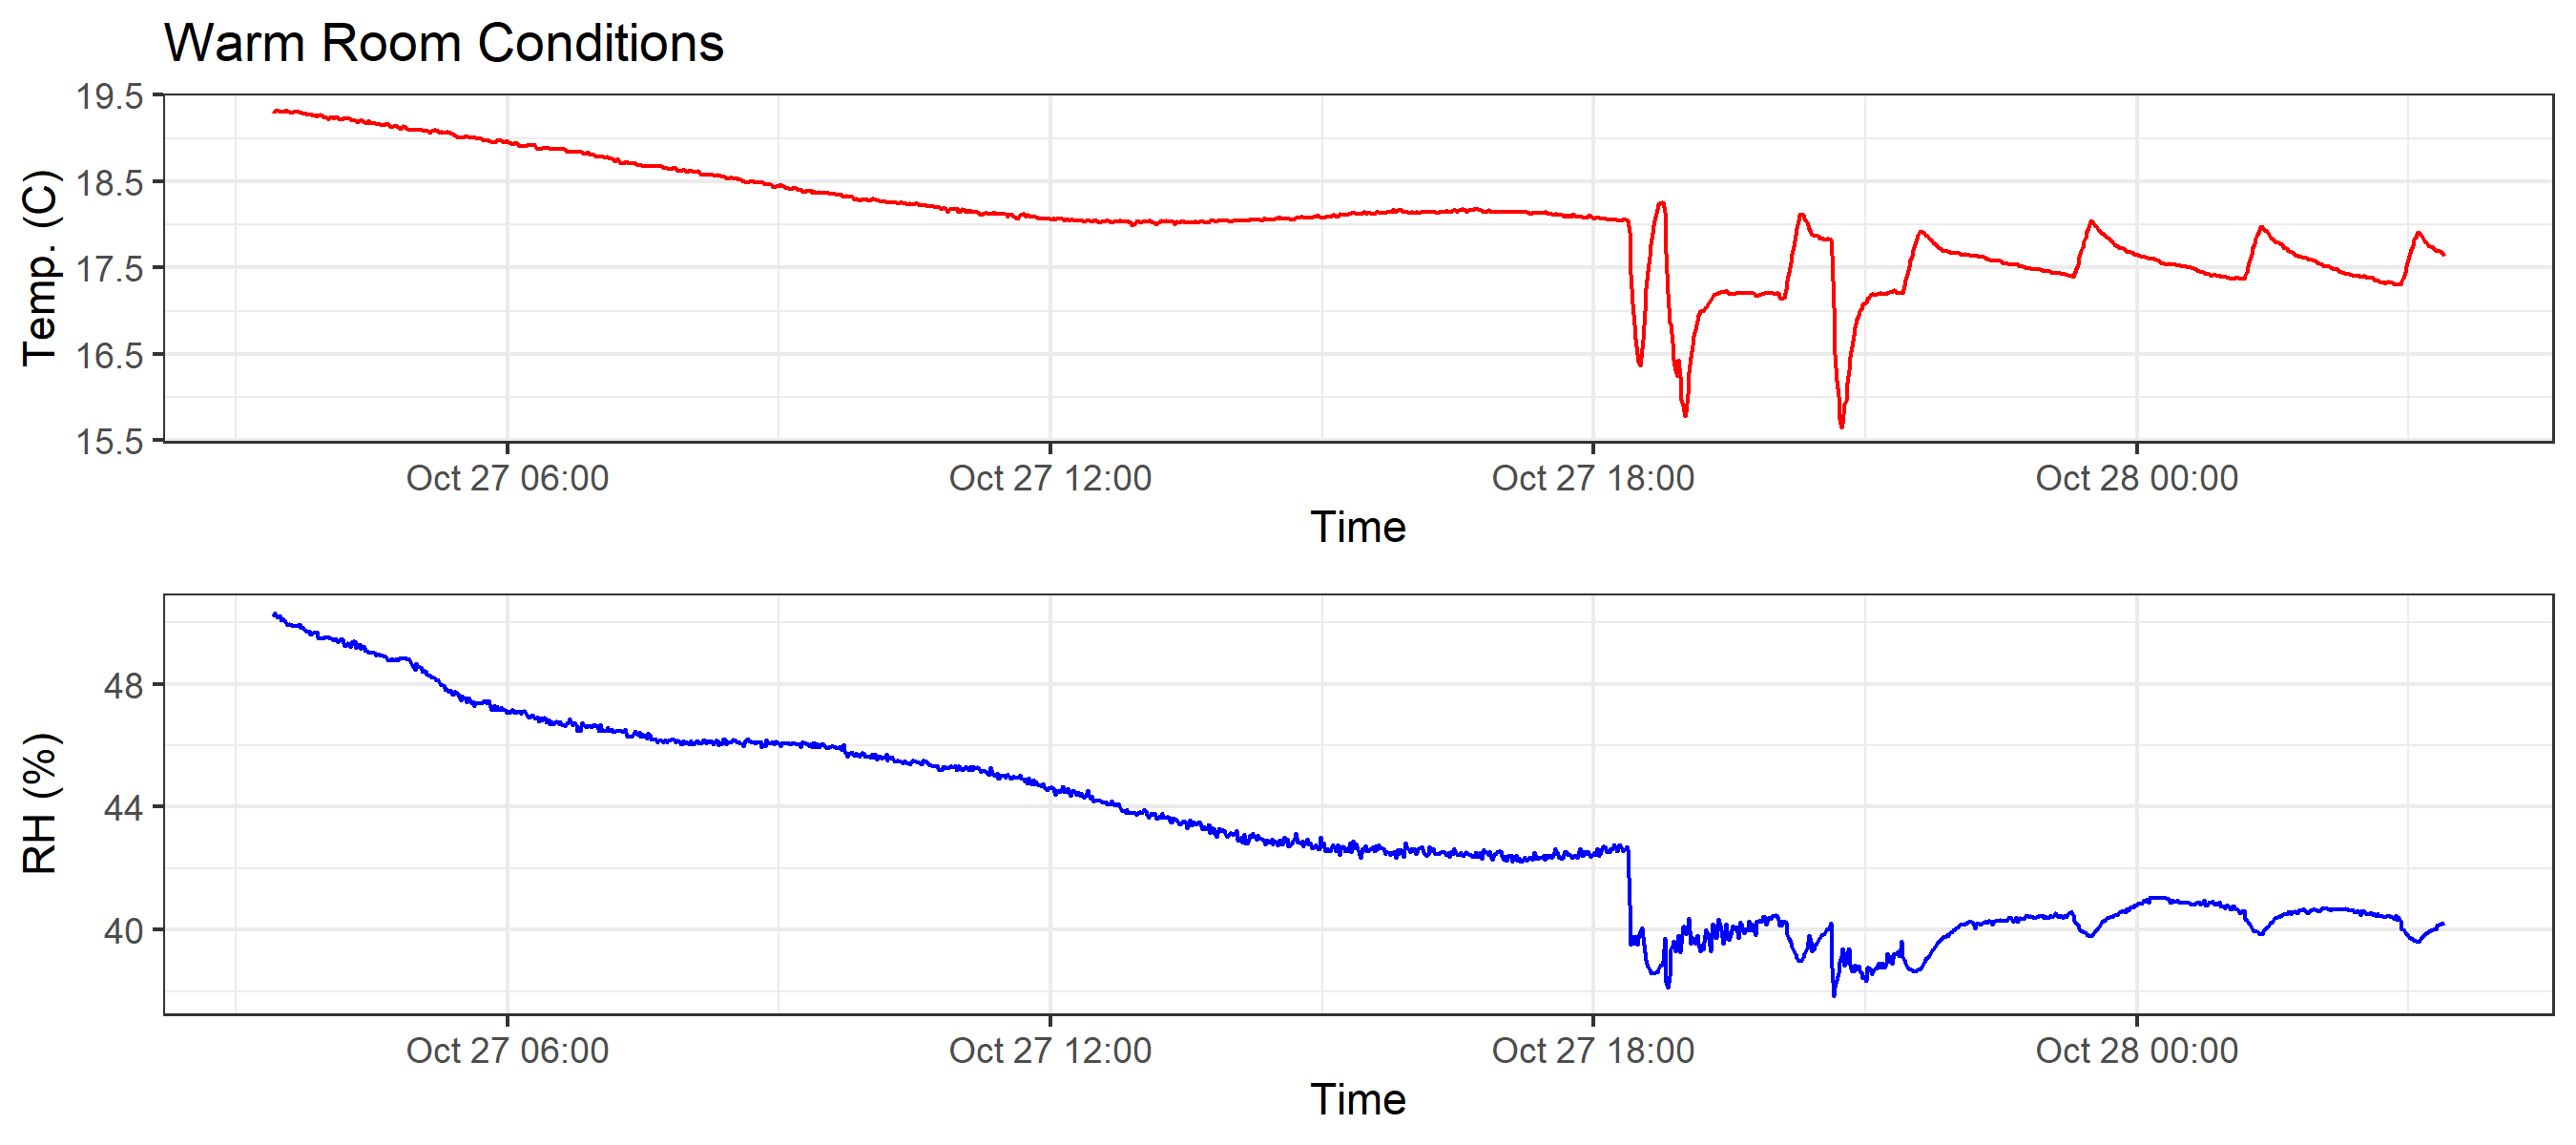 Warm Room Conditions
Temp. (C)
19.5
18.5
17.5
16.5
15.5
Oct 27 06:00 Oct 27 12:00 Oct 27 18:00 Oct 28 00:00
Time
RH (%)
48
44
40
Oct 27 06:00 Oct 27 12:00 Oct 27 18:00 Oct 28 00:00
Time